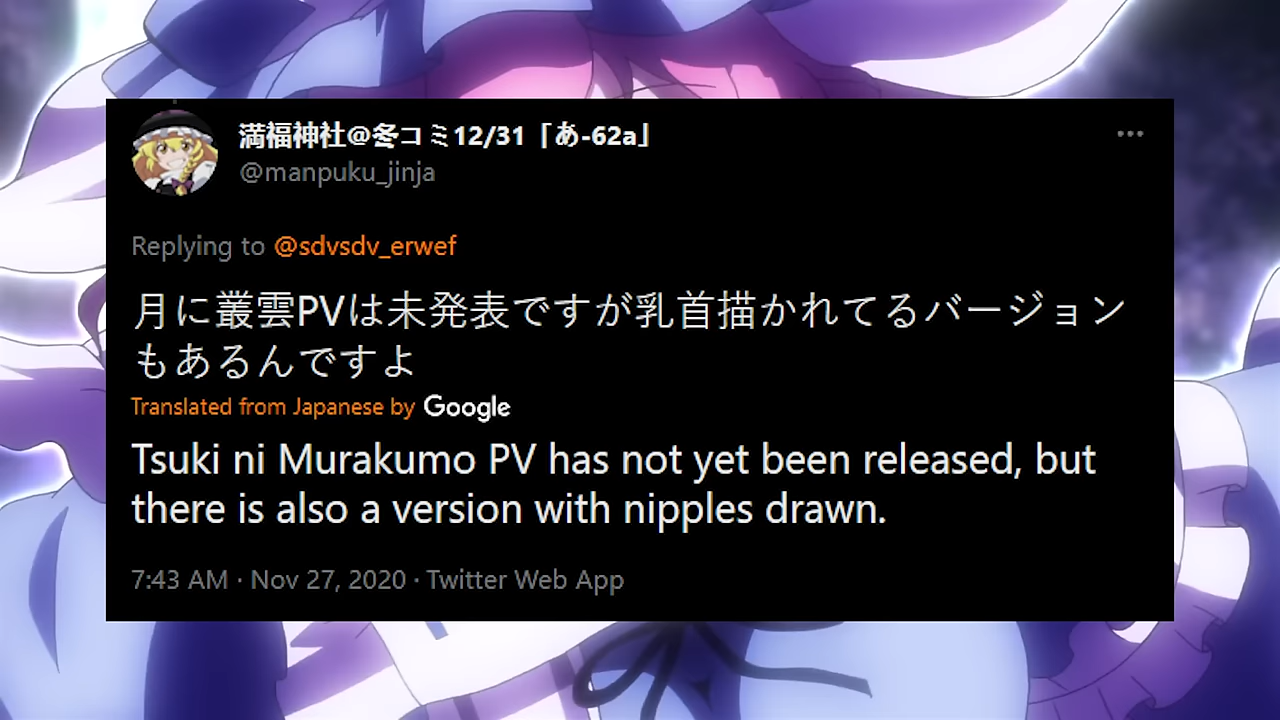 満福神社@冬コミ12/31「あ-62a」
@manpuku_jinja
Replying to @sdvsdv_erwef
月に叢雲PVは未発表ですが乳首描かれてるバージョン
もあるんですよ
Translated from Japanese by Google
Tsuki ni Murakumo PV has not yet been released, but
there is also a version with nipples drawn.
7:43 AM · Nov 27, 2020 · Twitter Web App